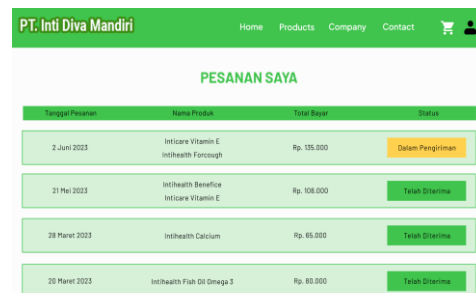 PT. Inti Diva Mandiri
Home Products Company Contact
PESANAN SAYA
Tanggal Pesanan Nama Produk Total Bayar Status
2 Juni 2023 Inticare Vitamin E Rp. 135.000 Dalam Pengiriman
Intihealth Forcough
21 Mei 2023 Intihealth Benefice Rp. 108.000 Telah Diterima
Inticare Vitamin E
28 Maret 2023 Intihealth Calcium Rp. 65.000 Telah Diterima
20 Maret 2023 Intihealth Fish Oil Omega 3 Rp. 80.000 Telah Diterima